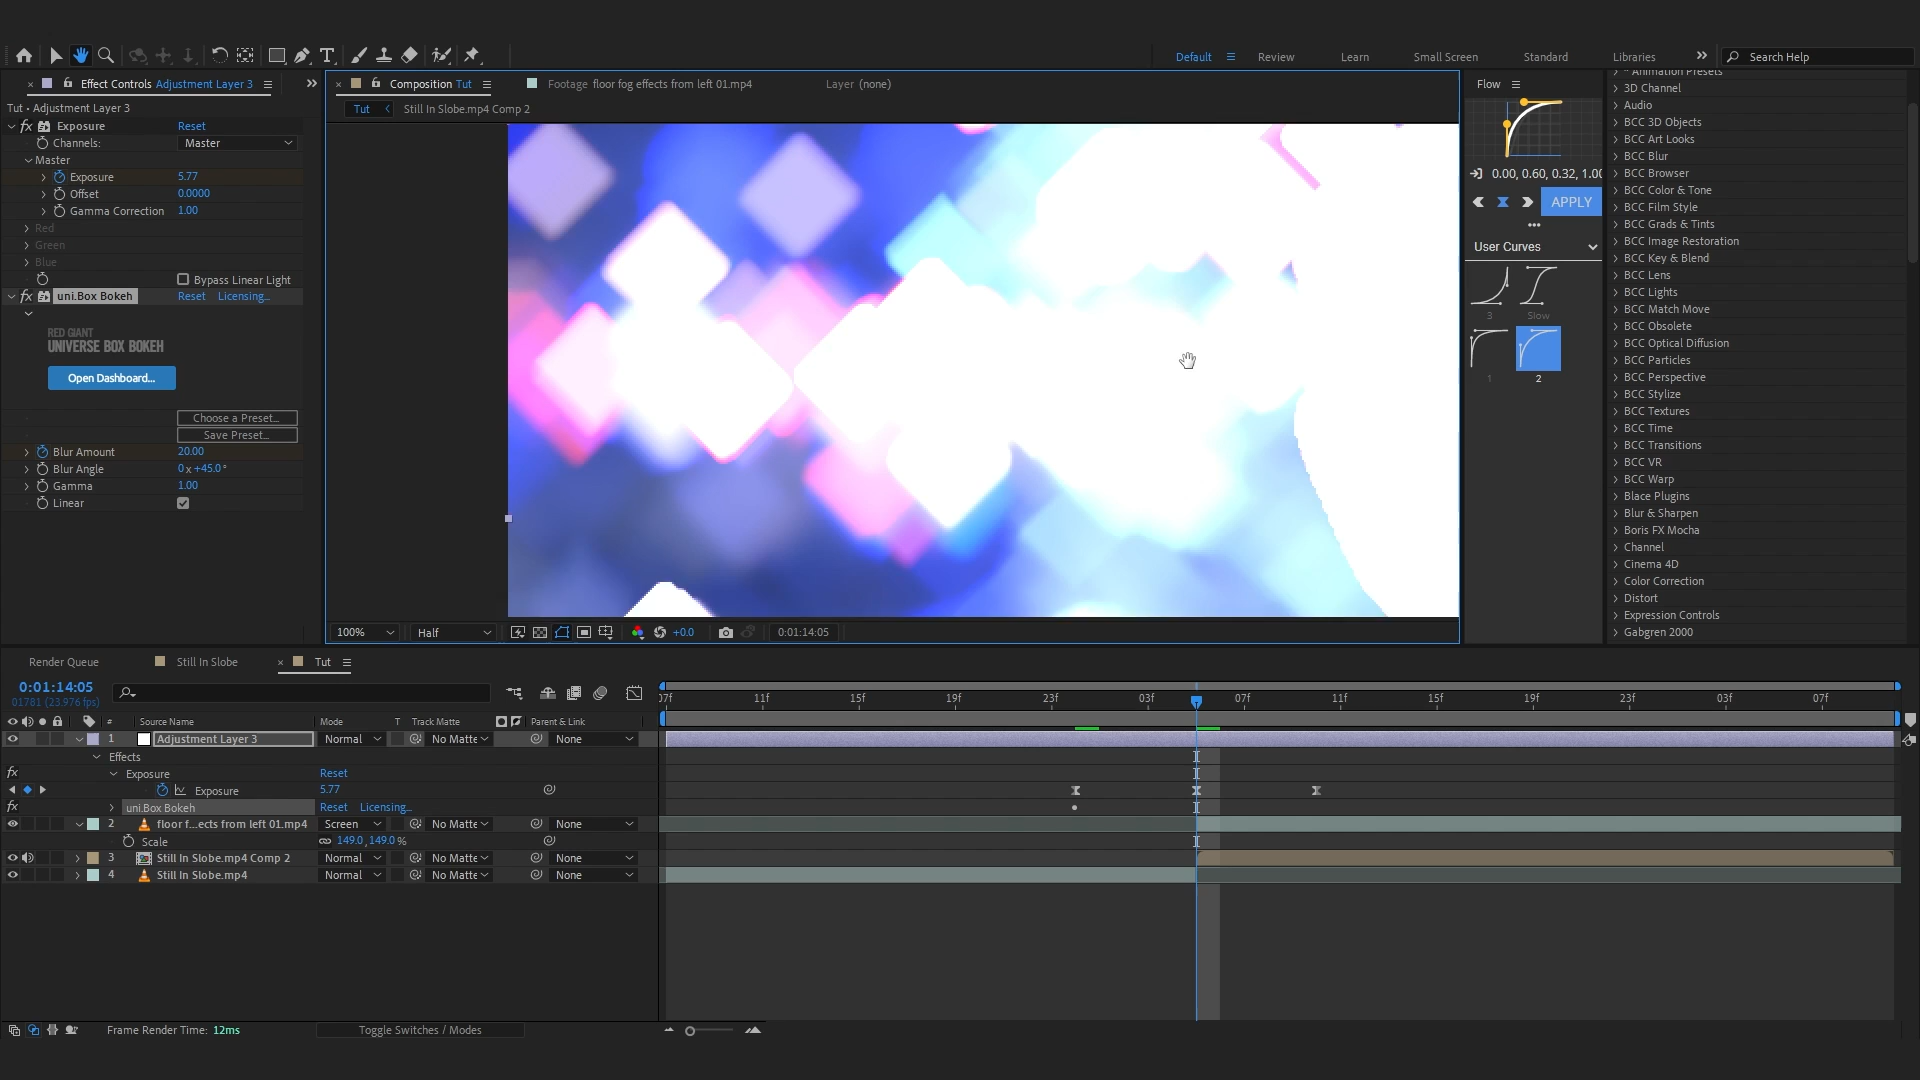 Default
Review
Learn
Small Screen
Standard
Libraries
Search Help
Effect Controls Adjustment Layer 3
Composition Tut
Footage floor fog effects from left 01.mp4
Layer (none)
Flow
Tut • Adjustment Layer 3
Tut
Still In Slobe.mp4 Comp 2
fx Exposure Reset
Channels: Master
Master
Exposure 5.77
Offset 0.0000
Gamma Correction 1.00
Red
Green
Blue
Bypass Linear Light
fx uni.Box Bokeh Reset Licensing...
RED GIANT
UNIVERSE BOX BOKEH
Open Dashboard...
Choose a Preset...
Save Preset...
Blur Amount 20.00
Blur Angle 0 x +45.0°
Gamma 1.00
Linear
100%
Half
+0.0
0:01:14:05
0.00, 0.60, 0.32, 1.00
APPLY
User Curves
3 Slow
1 2
* Animation Presets
3D Channel
Audio
BCC 3D Objects
BCC Art Looks
BCC Blur
BCC Browser
BCC Color & Tone
BCC Film Style
BCC Grads & Tints
BCC Image Restoration
BCC Key & Blend
BCC Lens
BCC Lights
BCC Match Move
BCC Obsolete
BCC Optical Diffusion
BCC Particles
BCC Perspective
BCC Stylize
BCC Textures
BCC Time
BCC Transitions
BCC VR
BCC Warp
Blace Plugins
Blur & Sharpen
Boris FX Mocha
Channel
Cinema 4D
Color Correction
Distort
Expression Controls
Gabgren 2000
Render Queue
Still In Slobe
Tut
0:01:14:05
01781 (23.976 fps)
07f 11f 15f 19f 23f 03f 07f 11f 15f 19f 23f 03f 07f
# Source Name Mode T Track Matte Parent & Link
1 Adjustment Layer 3 Normal No Matte None
Effects
fx Exposure Reset
Exposure 5.77
fx uni.Box Bokeh Reset Licensing...
2 floor f...ects from left 01.mp4 Screen No Matte None
Scale 149.0, 149.0 %
3 Still In Slobe.mp4 Comp 2 Normal No Matte None
4 Still In Slobe.mp4 Normal No Matte None
Frame Render Time: 12ms
Toggle Switches / Modes